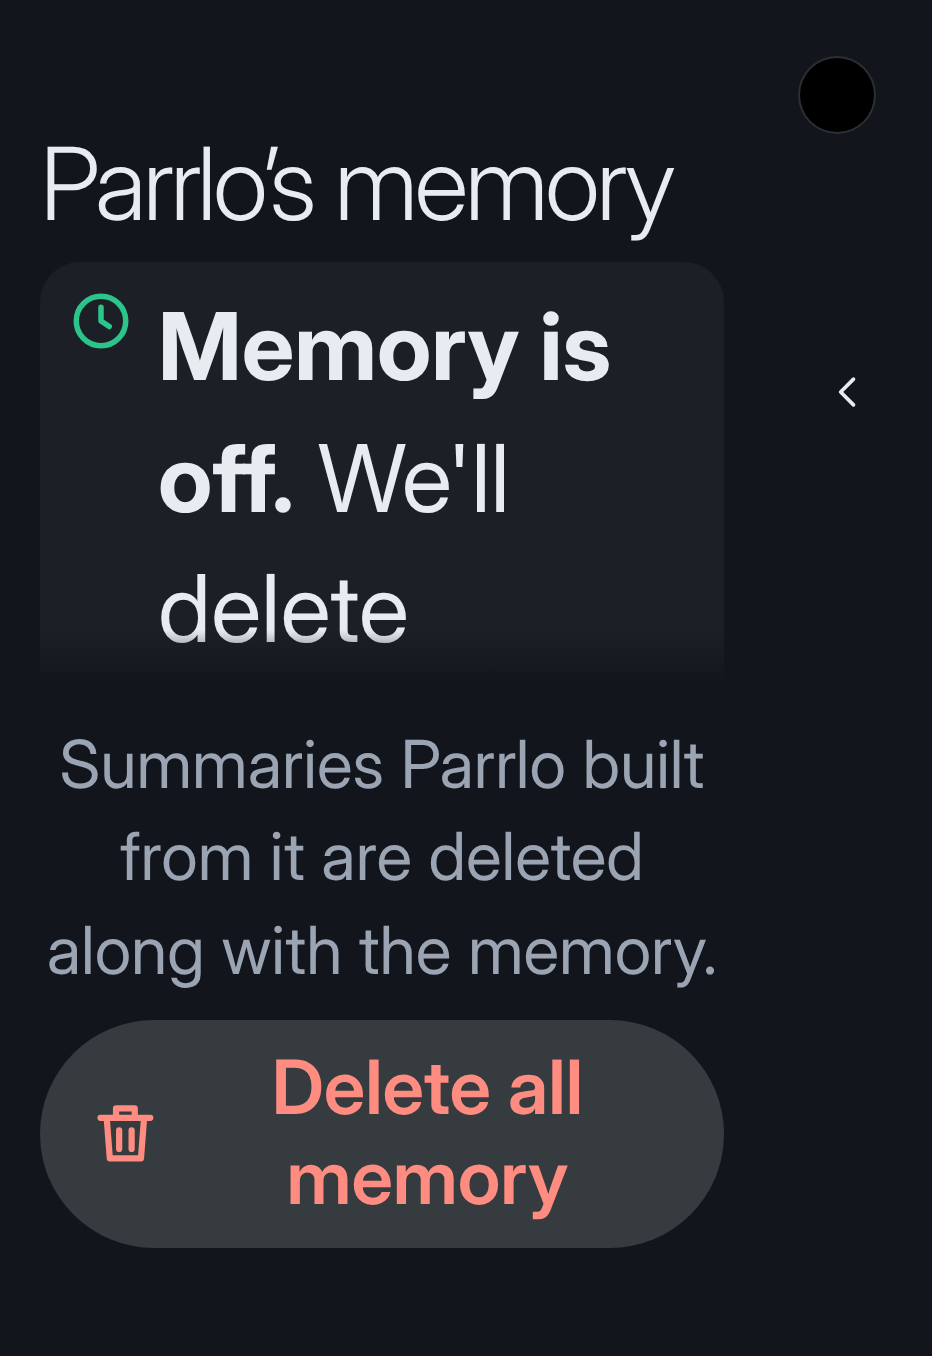 Parrlo’s memory
Memory is
off. We'll
delete
Summaries Parrlo built
from it are deleted
along with the memory.
Delete all
memory